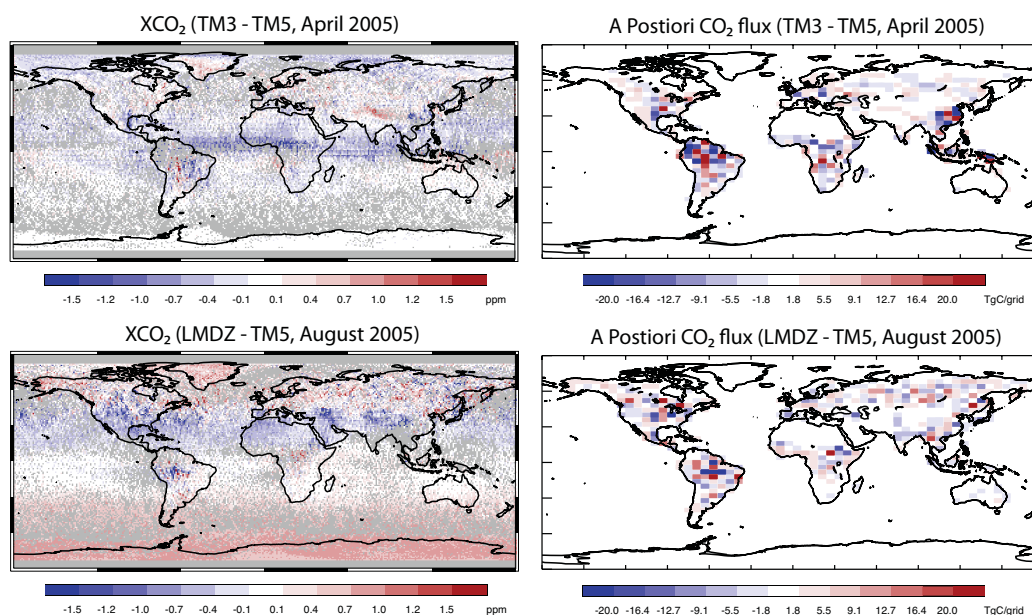 XCO₂ (TM3 - TM5, April 2005)
A Postiori CO₂ flux (TM3 - TM5, April 2005)
-1.5 -1.2 -1.0 -0.7 -0.4 -0.1 0.1 0.4 0.7 1.0 1.2 1.5 ppm
-20.0 -16.4 -12.7 -9.1 -5.5 -1.8 1.8 5.5 9.1 12.7 16.4 20.0 TgC/grid
XCO₂ (LMDZ - TM5, August 2005)
A Postiori CO₂ flux (LMDZ - TM5, August 2005)
-1.5 -1.2 -1.0 -0.7 -0.4 -0.1 0.1 0.4 0.7 1.0 1.2 1.5 ppm
-20.0 -16.4 -12.7 -9.1 -5.5 -1.8 1.8 5.5 9.1 12.7 16.4 20.0 TgC/grid